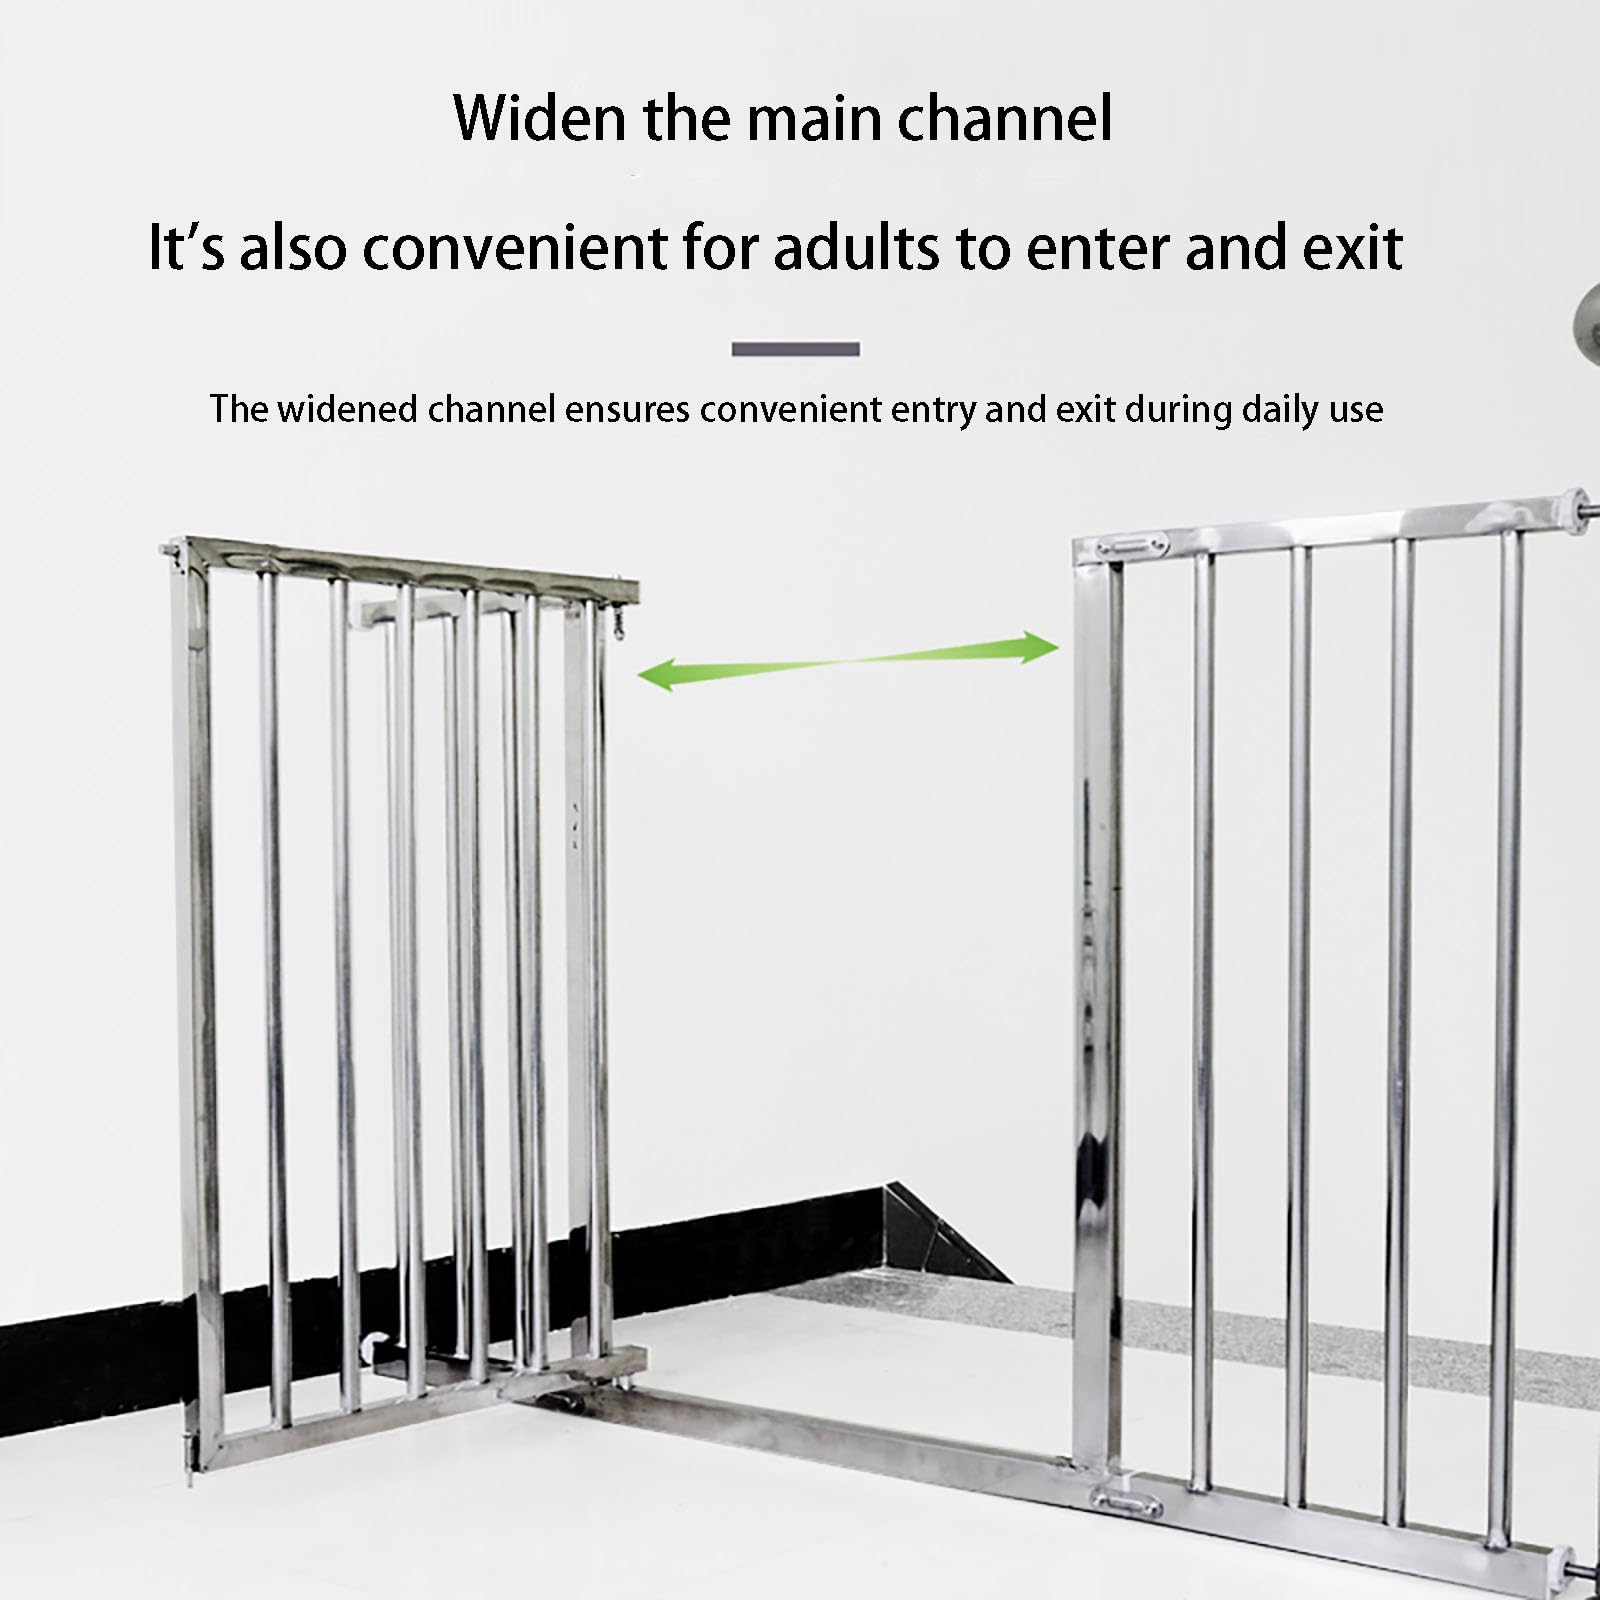 Widen the main channel
It's also convenient for adults to enter and exit
The widened channel ensures convenient entry and exit during daily use